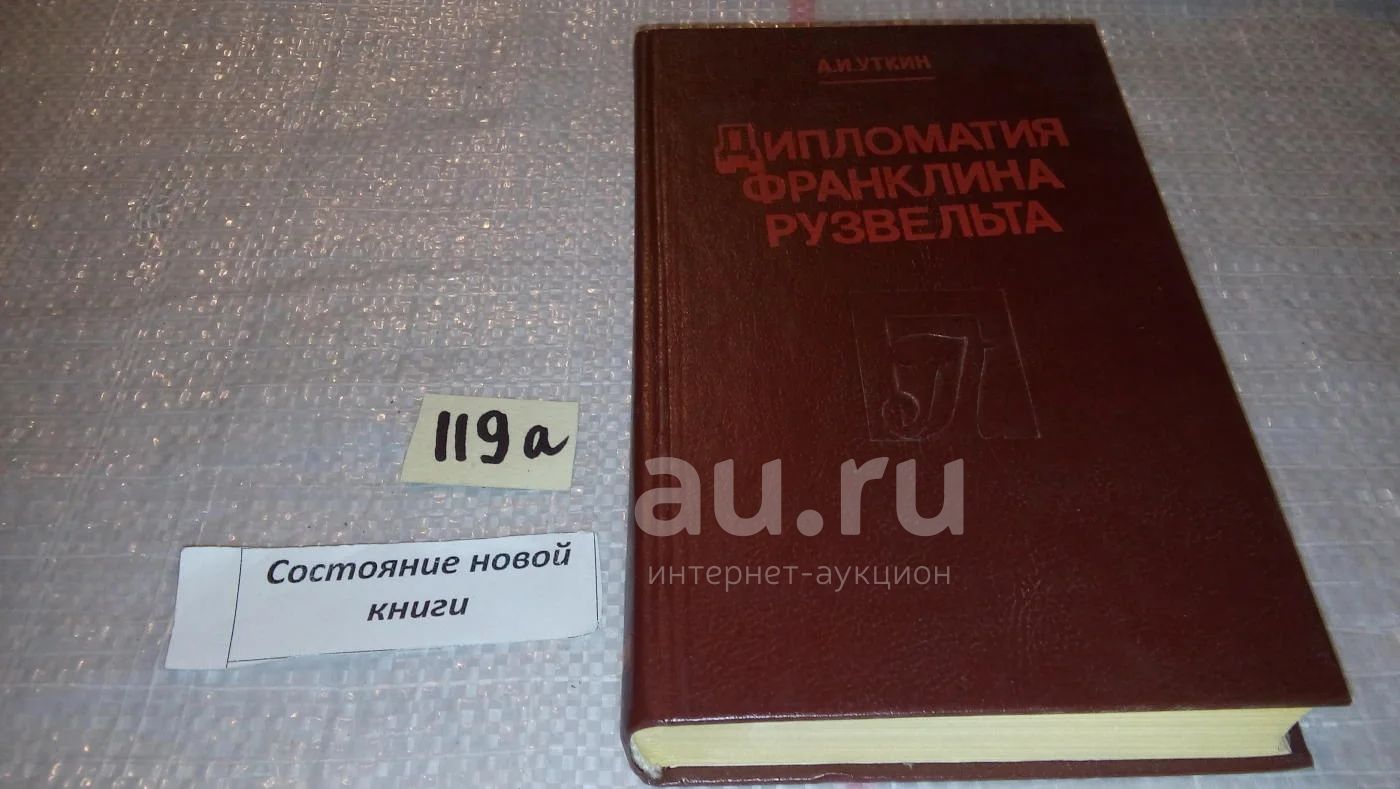 А.И.УТКИН
ДИПЛОМАТИЯ
ФРАНКЛИНА
РУЗВЕЛЬТА
119а
Состояние новой
книги
au.ru
интернет-аукцион